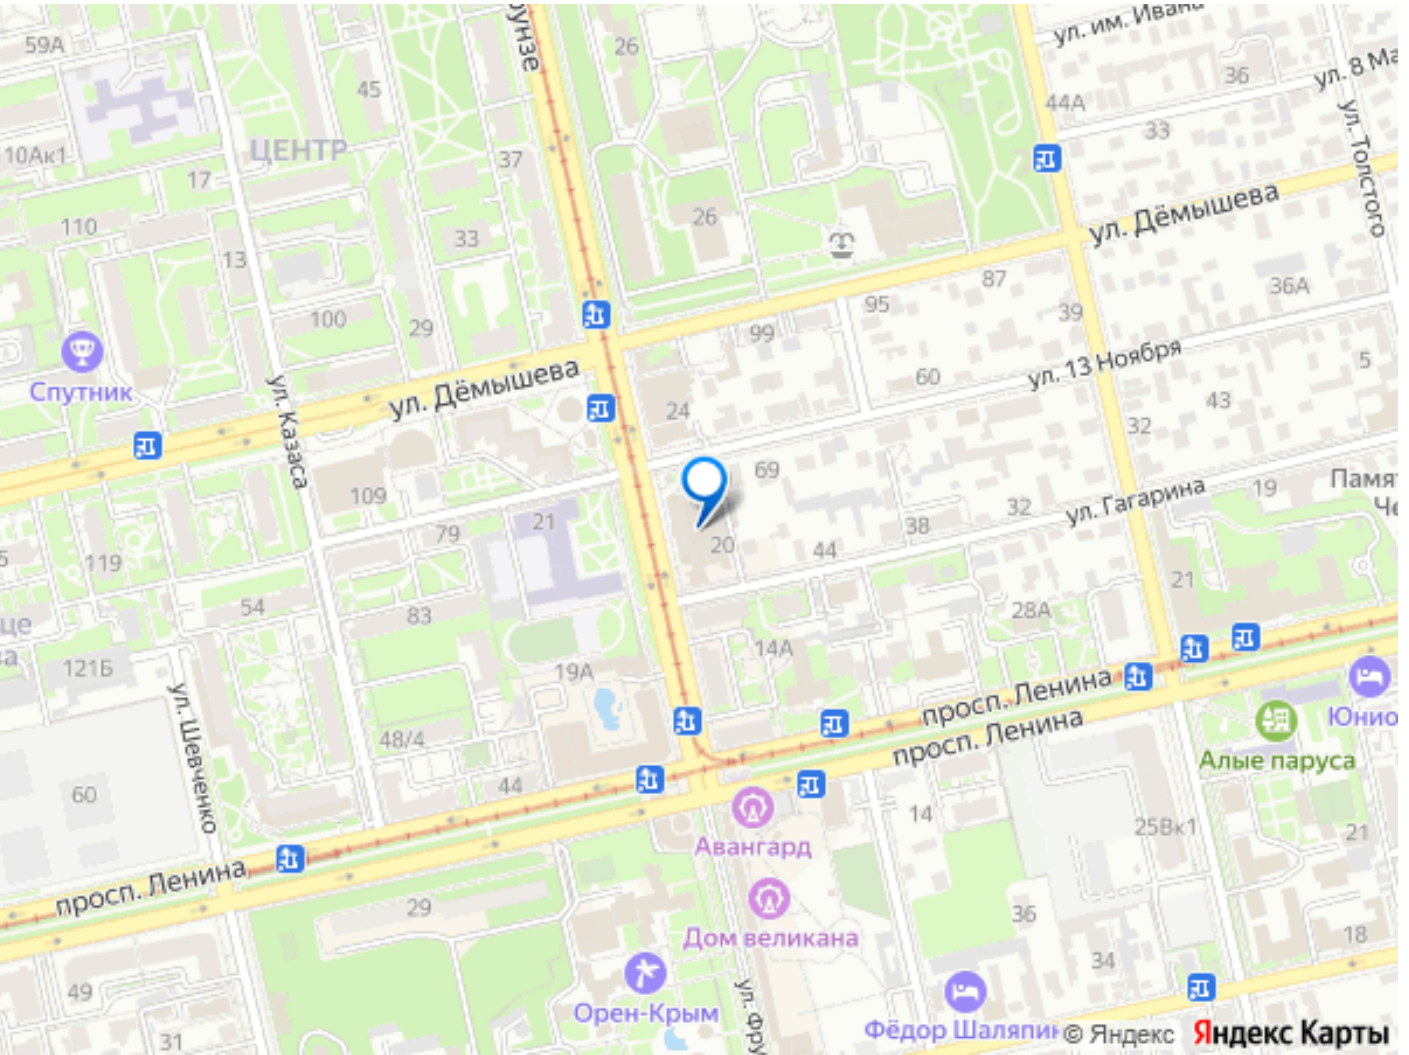 59А
26
ул. им. Ивана
36
ул. 8 Ма
45
44А
33
ул. Толстого
ЦЕНТР
110Ак1
37
17
ул. Дёмышева
26
110
33
13
87
36А
95
39
100
29
99
ул. 13 Ноября
5
Спутник
ул. Дёмышева
60
43
24
32
ул. Казаса
69
109
19
32
ул. Гагарина
21
38
79
20
44
119
21
54
83
28А
14А
121Б
19А
просп. Ленина
просп. Ленина
ул. Шевченко
48/4
Алые паруса
44
60
14
25Вк1
21
Авангард
просп. Ленина
29
36
18
Дом великана
34
49
Орен-Крым
31
Фёдор Шаляпин
© Яндекс
Яндекс Карты